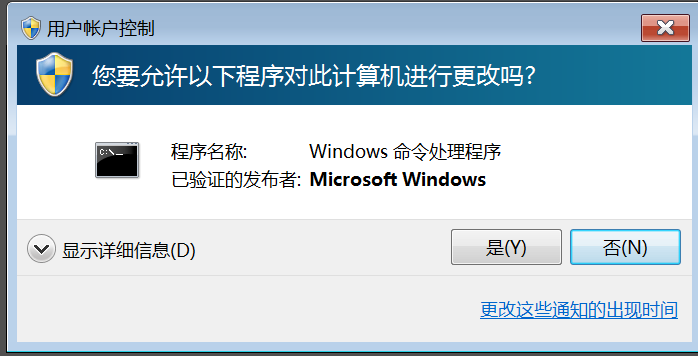 用户帐户控制
您要允许以下程序对此计算机进行更改吗?
C:\_
程序名称: Windows 命令处理程序
已验证的发布者: Microsoft Windows
显示详细信息(D)
是(Y) 否(N)
更改这些通知的出现时间